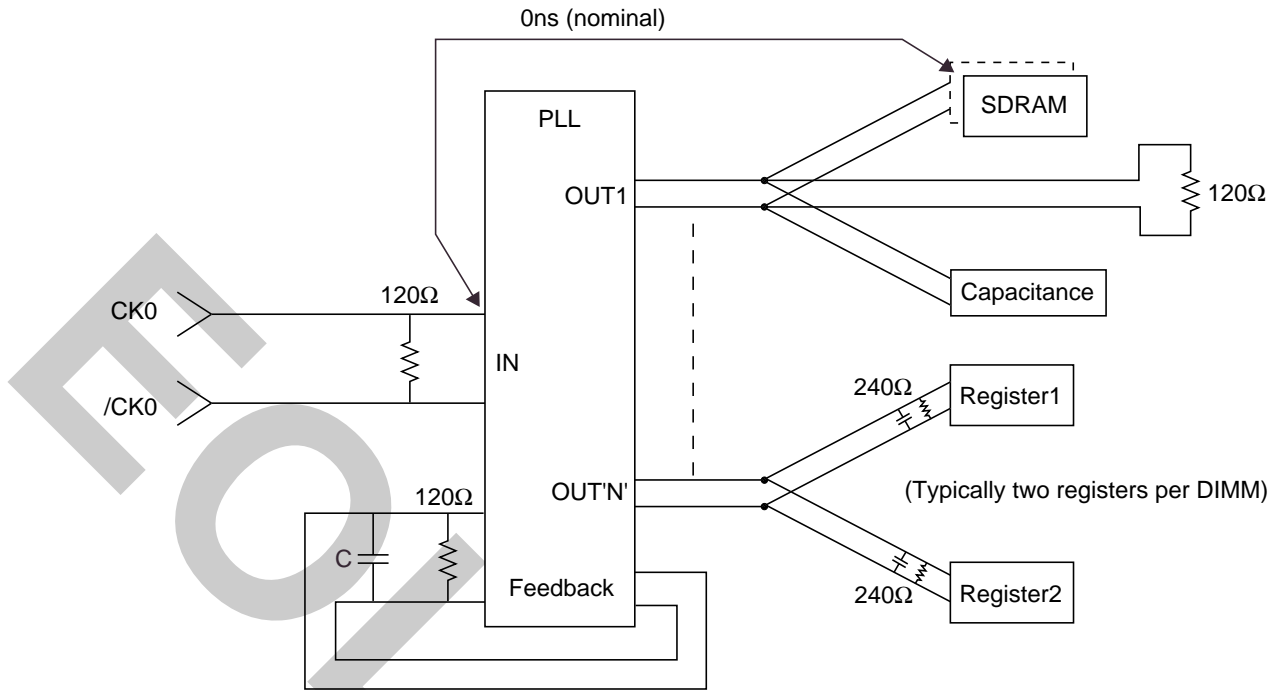 0ns (nominal)
PLL
SDRAM
OUT1
120Ω
CK0
120Ω
Capacitance
IN
/CK0
240Ω
Register1
120Ω
OUT'N'
(Typically two registers per DIMM)
C
Feedback
240Ω
Register2